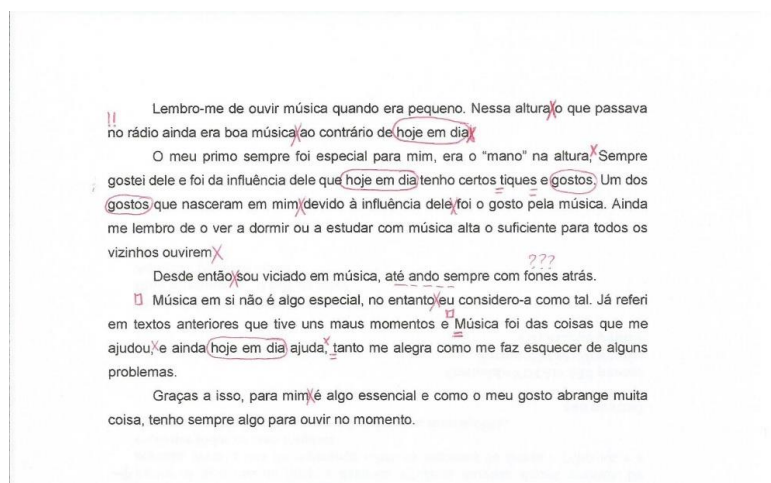 Lembro-me de ouvir música quando era pequeno. Nessa altura o que passava
!!
no rádio ainda era boa música ao contrário de hoje em dia
O meu primo sempre foi especial para mim, era o “mano” na altura, Sempre
gostei dele e foi da influência dele que hoje em dia tenho certos tiques e gostos. Um dos
gostos que nasceram em mim devido à influência dele foi o gosto pela música. Ainda
me lembro de o ver a dormir ou a estudar com música alta o suficiente para todos os
vizinhos ouvirem
???
Desde então sou viciado em música, até ando sempre com fones atrás.
Música em si não é algo especial, no entanto eu considero-a como tal. Já referi
em textos anteriores que tive uns maus momentos e Música foi das coisas que me
ajudou, e ainda hoje em dia ajuda, tanto me alegra como me faz esquecer de alguns
problemas.
Graças a isso, para mim é algo essencial e como o meu gosto abrange muita
coisa, tenho sempre algo para ouvir no momento.